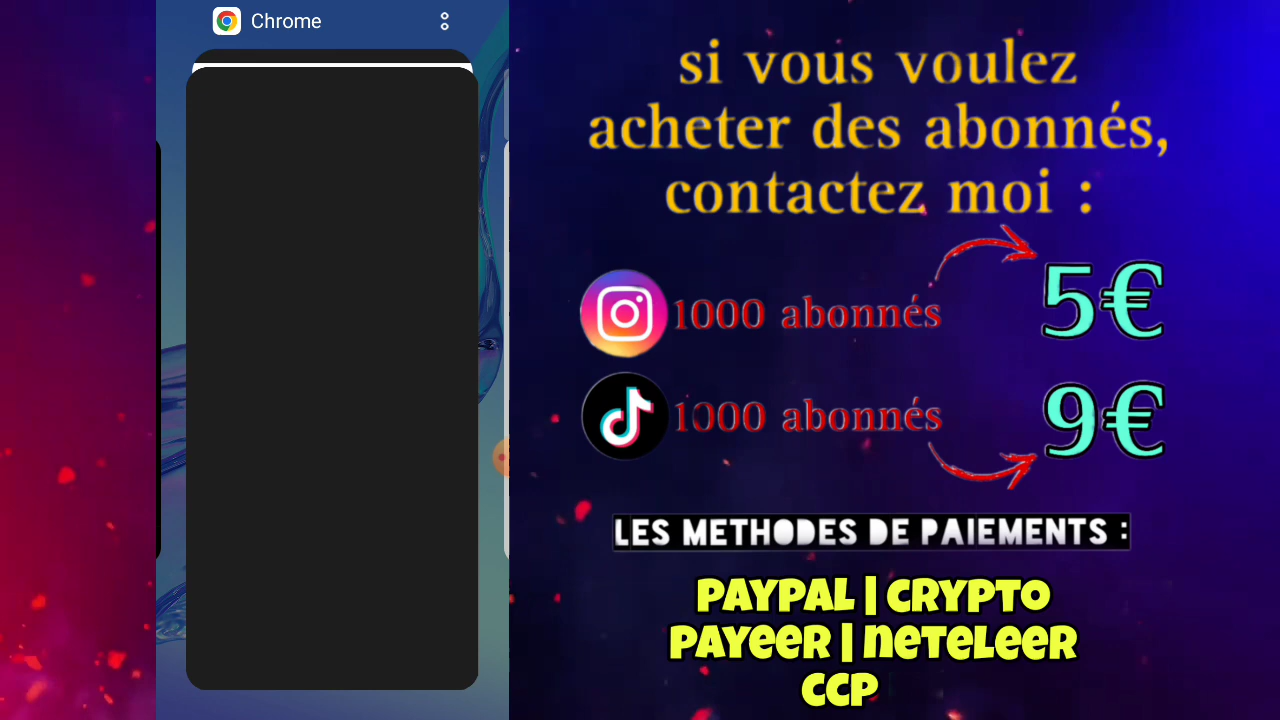 Chrome
si vous voulez
acheter des abonnés,
contactez moi :
1000 abonnés
5€
1000 abonnés
9€
LES METHODES DE PAIEMENTS :
PAYPAL | CRYPTO
PAYEER | NETELEER
CCP